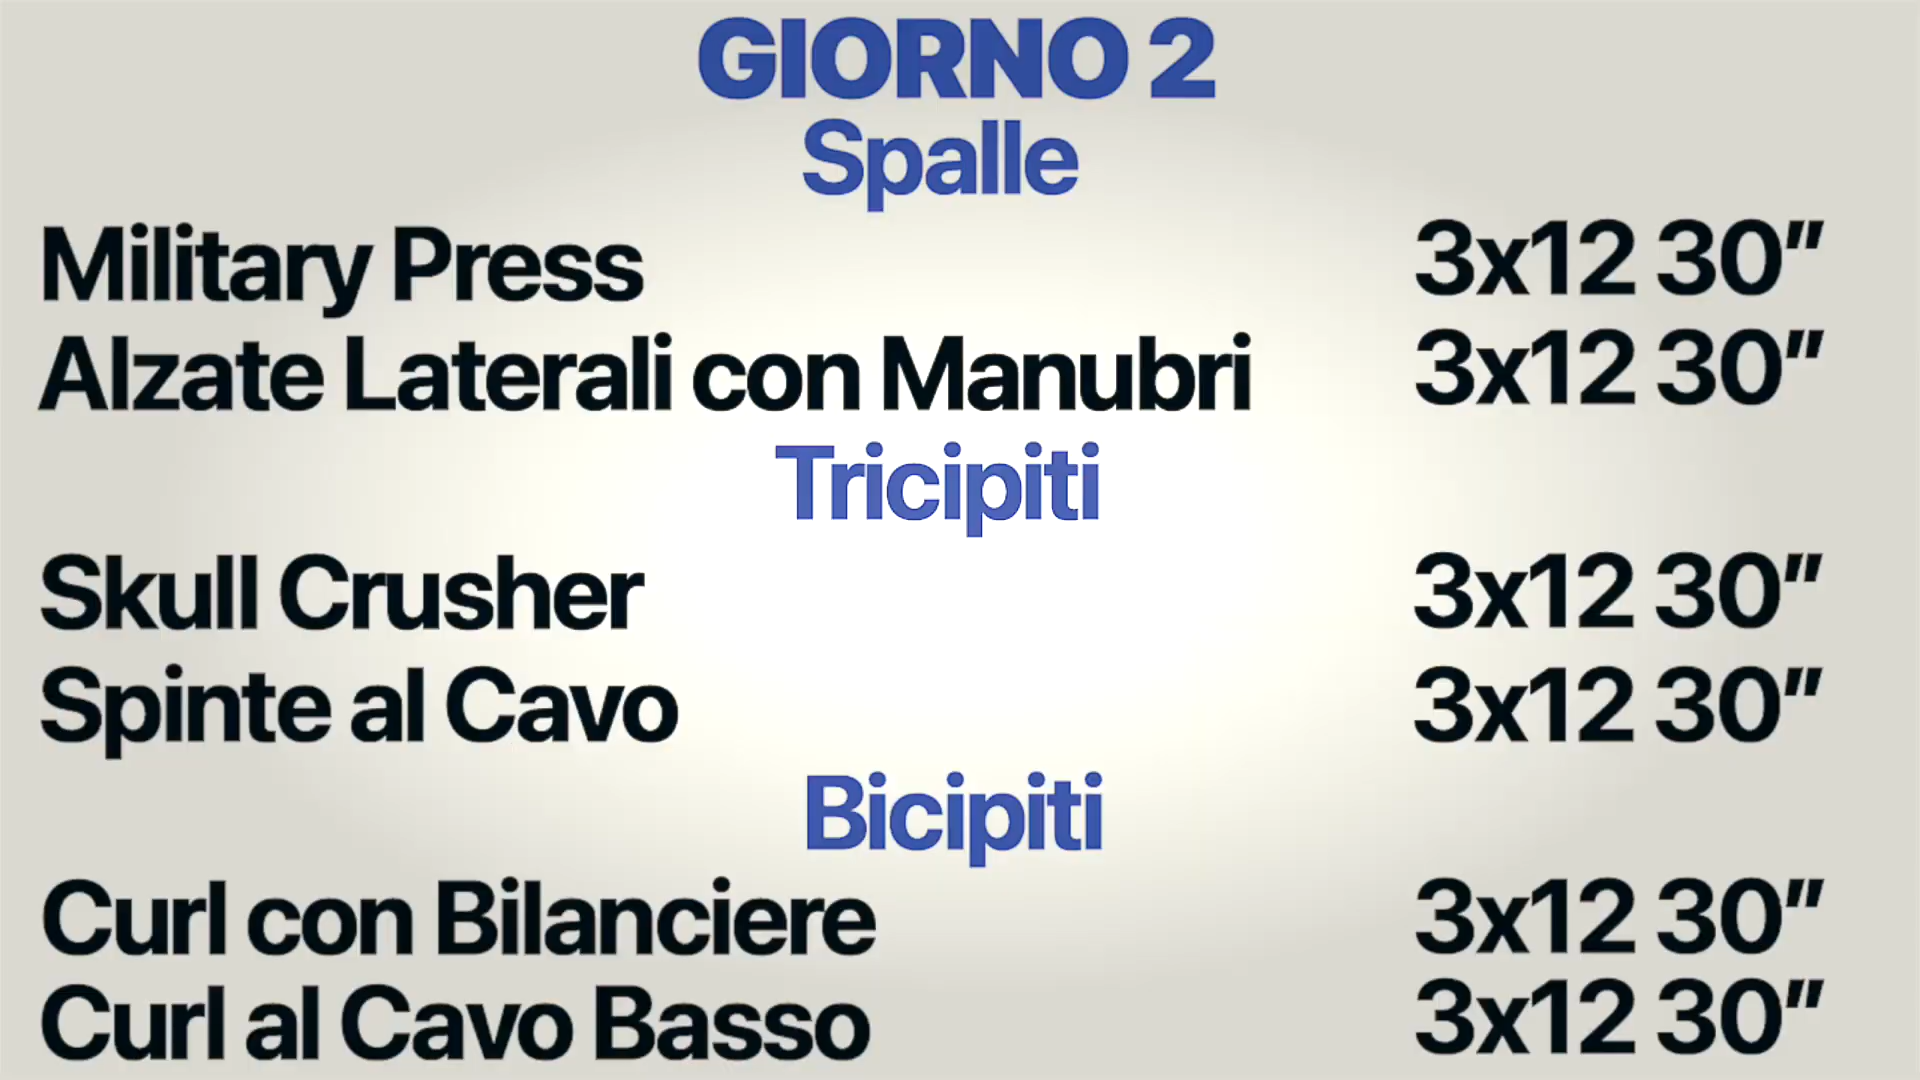 GIORNO 2
Spalle
Military Press 3x12 30"
Alzate Laterali con Manubri 3x12 30"
Tricipiti
Skull Crusher 3x12 30"
Spinte al Cavo 3x12 30"
Bicipiti
Curl con Bilanciere 3x12 30"
Curl al Cavo Basso 3x12 30"